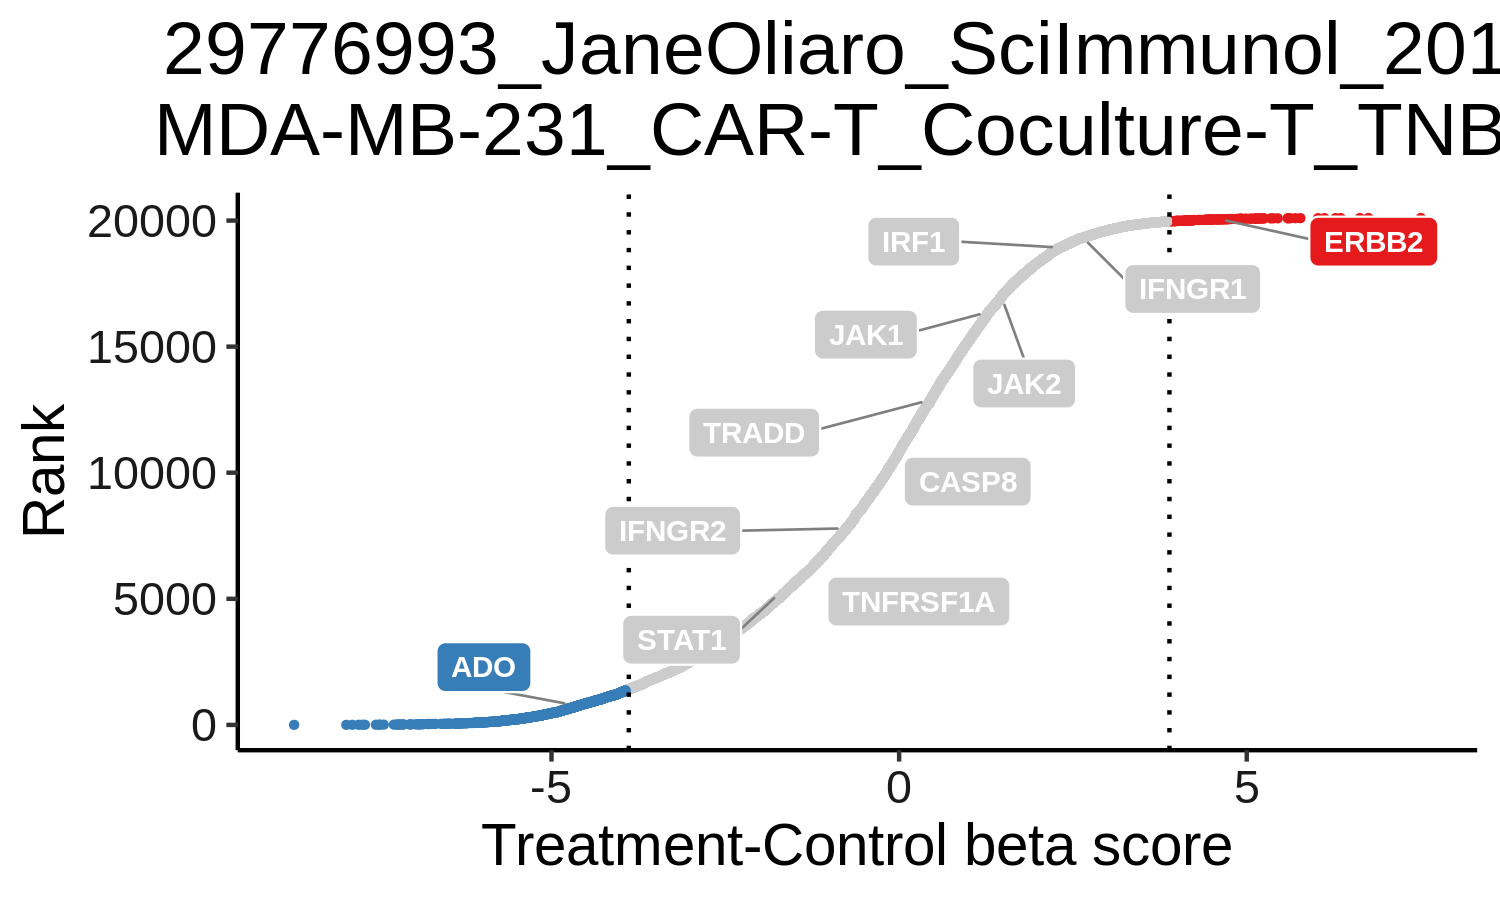 29776993_JaneOliaro_SciImmunol_201
MDA-MB-231_CAR-T_Coculture-T_TNB
20000
15000
10000
5000
0
Rank
IRF1
ERBB2
IFNGR1
JAK1
JAK2
TRADD
CASP8
IFNGR2
TNFRSF1A
STAT1
ADO
-5
0
5
Treatment-Control beta score